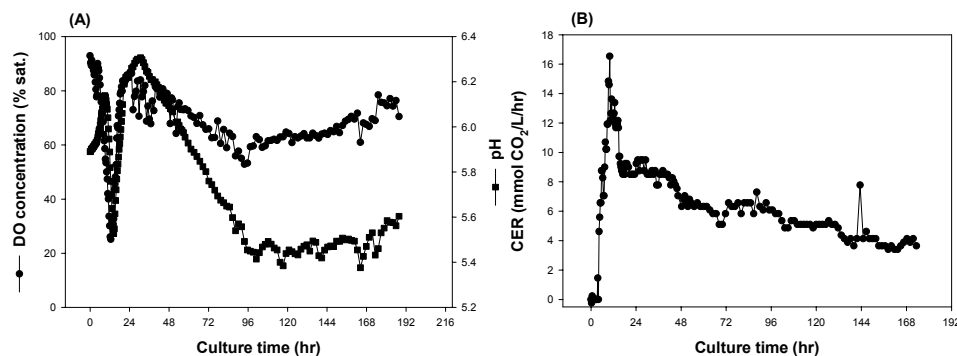 (A)
DO concentration (% sat.)
100
80
60
40
20
0
6.4
6.2
6.0
5.8
5.6
5.4
5.2
pH
0 24 48 72 96 120 144 168 192 216
Culture time (hr)
(B)
CER (mmol CO₂/L/hr)
18
16
14
12
10
8
6
4
2
0
0 24 48 72 96 120 144 168 192
Culture time (hr)